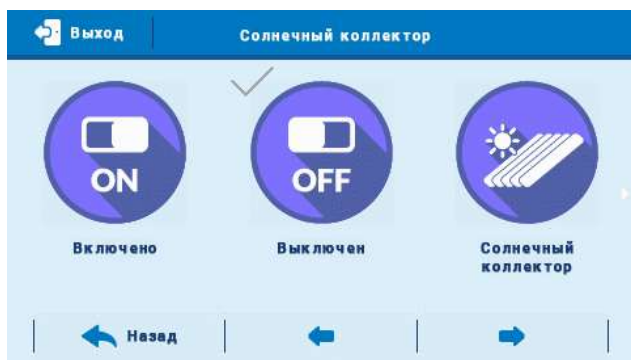 Выход
Солнечный коллектор
ON
OFF
Включено
Выключен
Солнечный
коллектор
Назад